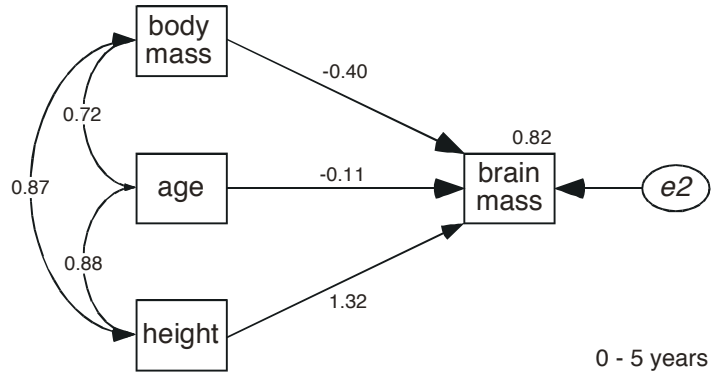 body
mass
-0.40
0.72
0.82
0.87
age
-0.11
brain
mass
e2
0.88
height
1.32
0 - 5 years